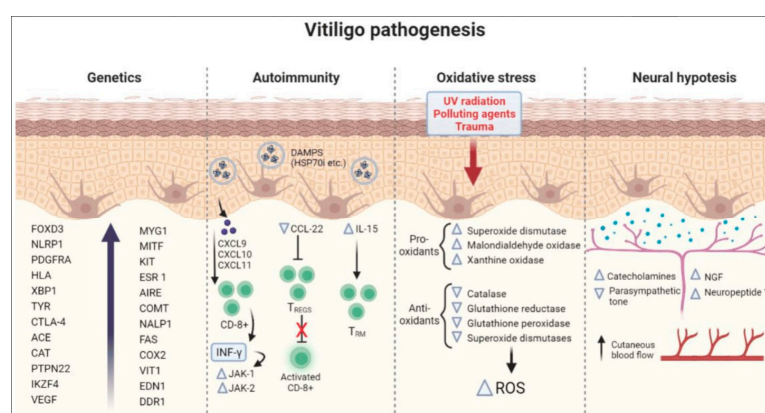 Vitiligo pathogenesis
Genetics
FOXD3
NLRP1
PDGFRA
HLA
XBP1
TYR
CTLA-4
ACE
CAT
PTPN22
IKZF4
VEGF
MYG1
MITF
KIT
ESR 1
AIRE
COMT
NALP1
FAS
COX2
VIT1
EDN1
DDR1
Autoimmunity
DAMPS
(HSP70i etc.)
CXCL9
CXCL10
CXCL11
CD-8+
INF-γ
JAK-1
JAK-2
CCL-22
TREGS
Activated
CD-8+
IL-15
TRM
Oxidative stress
UV radiation
Polluting agents
Trauma
Pro-
oxidants
Superoxide dismutase
Malondialdehyde oxidase
Xanthine oxidase
Anti-
oxidants
Catalase
Glutathione reductase
Glutathione peroxidase
Superoxide dismutases
ROS
Neural hypotesis
Catecholamines
Parasympathetic
tone
NGF
Neuropeptide
Cutaneous
blood flow